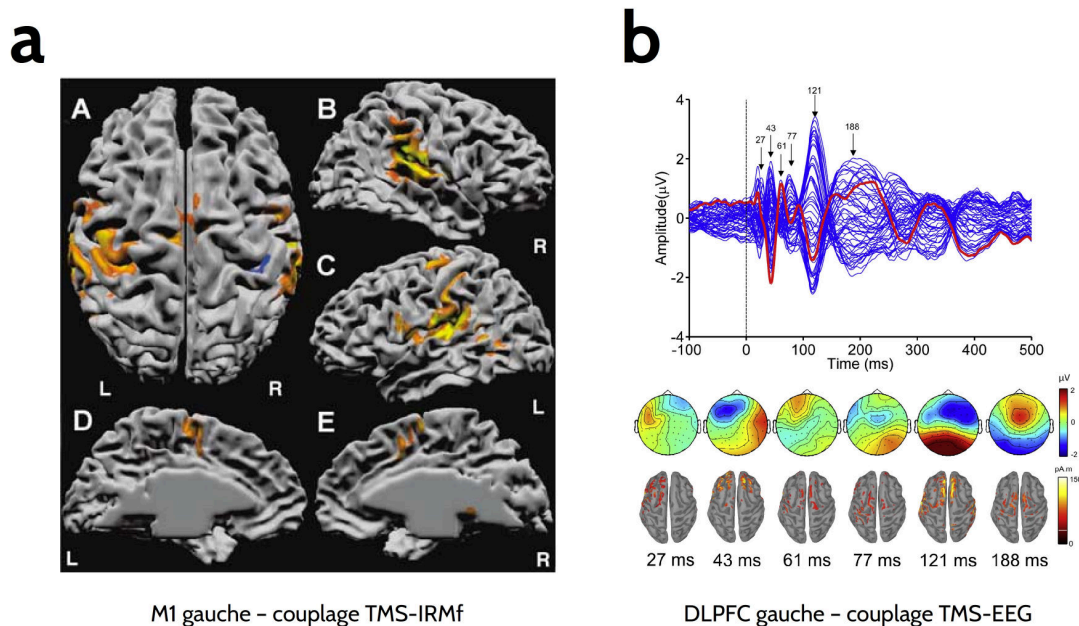 a
A
B
R
C
L
R
L
D
E
L
R
M1 gauche – couplage TMS-IRMf
b
121
43
27
61
77
188
4
2
0
-2
-4
Amplitude(µV)
-100 0 100 200 300 400 500
Time (ms)
µV
2
-2
pA.m
150
0
27 ms 43 ms 61 ms 77 ms 121 ms 188 ms
DLPFC gauche – couplage TMS-EEG